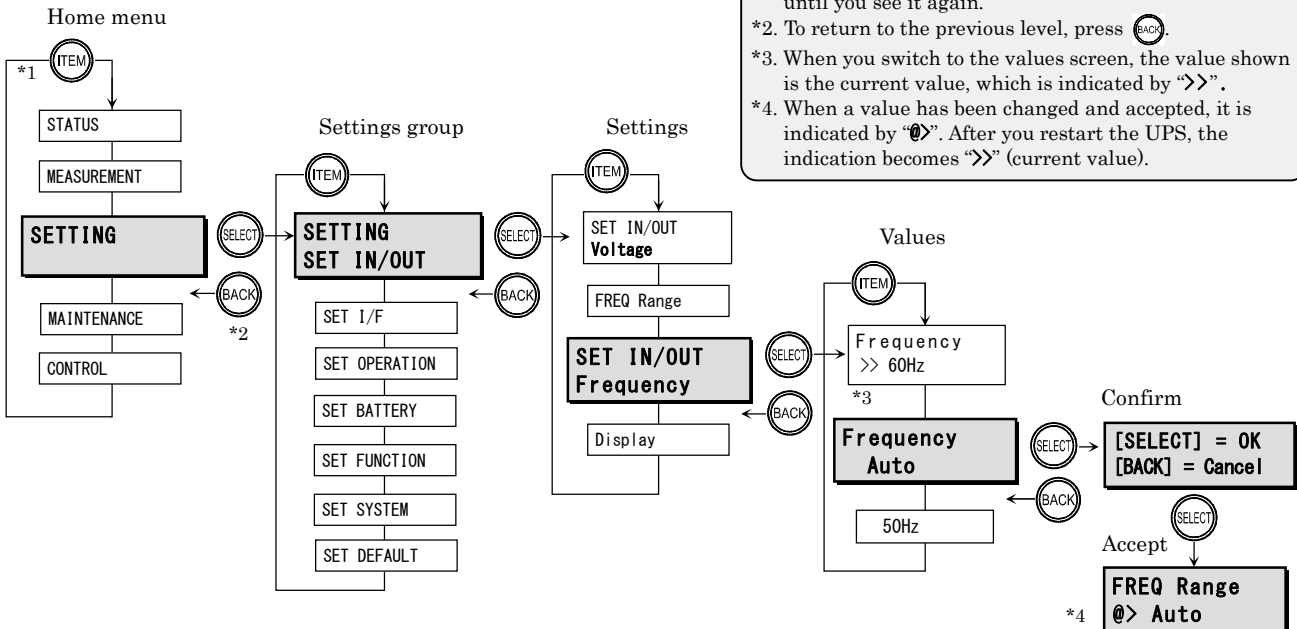 until you see it again.
*2. To return to the previous level, press BACK.
*3. When you switch to the values screen, the value shown
is the current value, which is indicated by “>>”.
*4. When a value has been changed and accepted, it is
indicated by “@>”. After you restart the UPS, the
indication becomes “>>” (current value).
Home menu
*1
ITEM
STATUS
MEASUREMENT
SETTING
SELECT
BACK
*2
MAINTENANCE
CONTROL
Settings group
ITEM
SETTING
SET IN/OUT
SELECT
BACK
SET I/F
SET OPERATION
SET BATTERY
SET FUNCTION
SET SYSTEM
SET DEFAULT
Settings
ITEM
SET IN/OUT
Voltage
FREQ Range
SET IN/OUT
Frequency
SELECT
BACK
Display
Values
ITEM
Frequency
>> 60Hz
*3
Frequency
Auto
SELECT
BACK
50Hz
Confirm
[SELECT] = OK
[BACK] = Cancel
SELECT
Accept
FREQ Range
@> Auto
*4